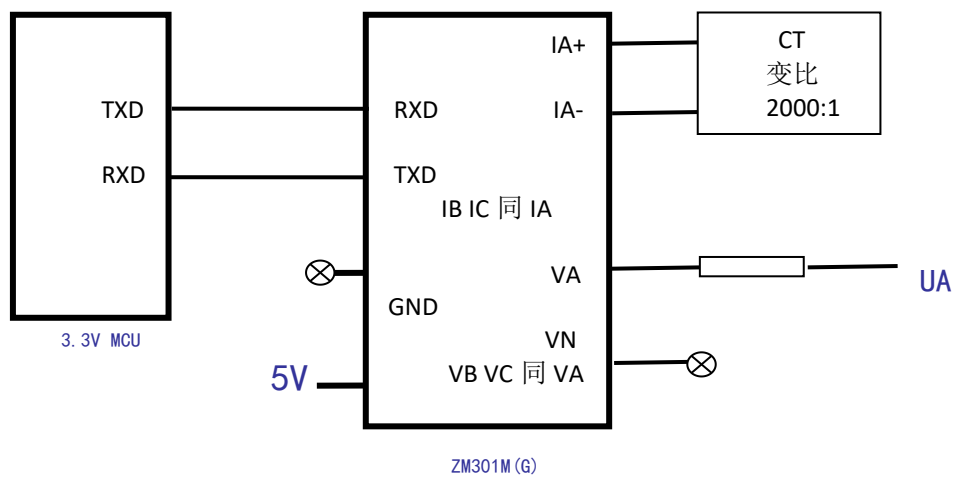 TXD
RXD
3.3V MCU
RXD
TXD
IB IC 同 IA
GND
5V
IA+
IA-
VA
VN
VB VC 同 VA
ZM301M(G)
CT
变比
2000:1
UA